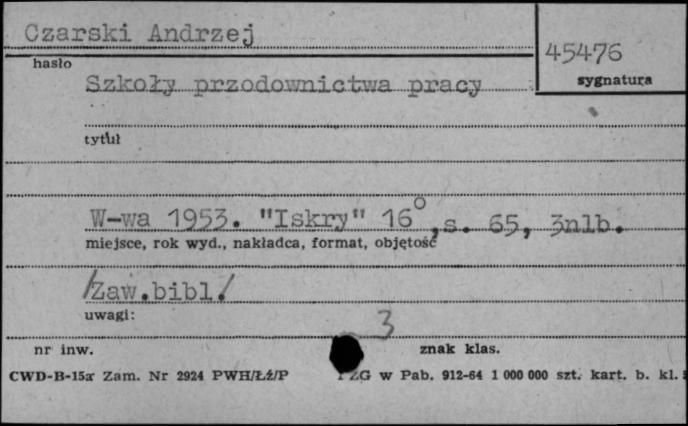 Czarski Andrzej
45476
hasło
sygnatura
Szkoły przodownictwa pracy
tytuł
W-wa 1953. "Iskry" 16°, s. 65, 3nlb.
miejsce, rok wyd., nakładca, format, objętość
/Zaw.bibl./
uwagi:
3
nr inw.
znak klas.
CWD-B-15a Zam. Nr 2924 PWH/Łź/P
ZG w Pab. 912-64 1 000 000 szt. kart. b. kl.